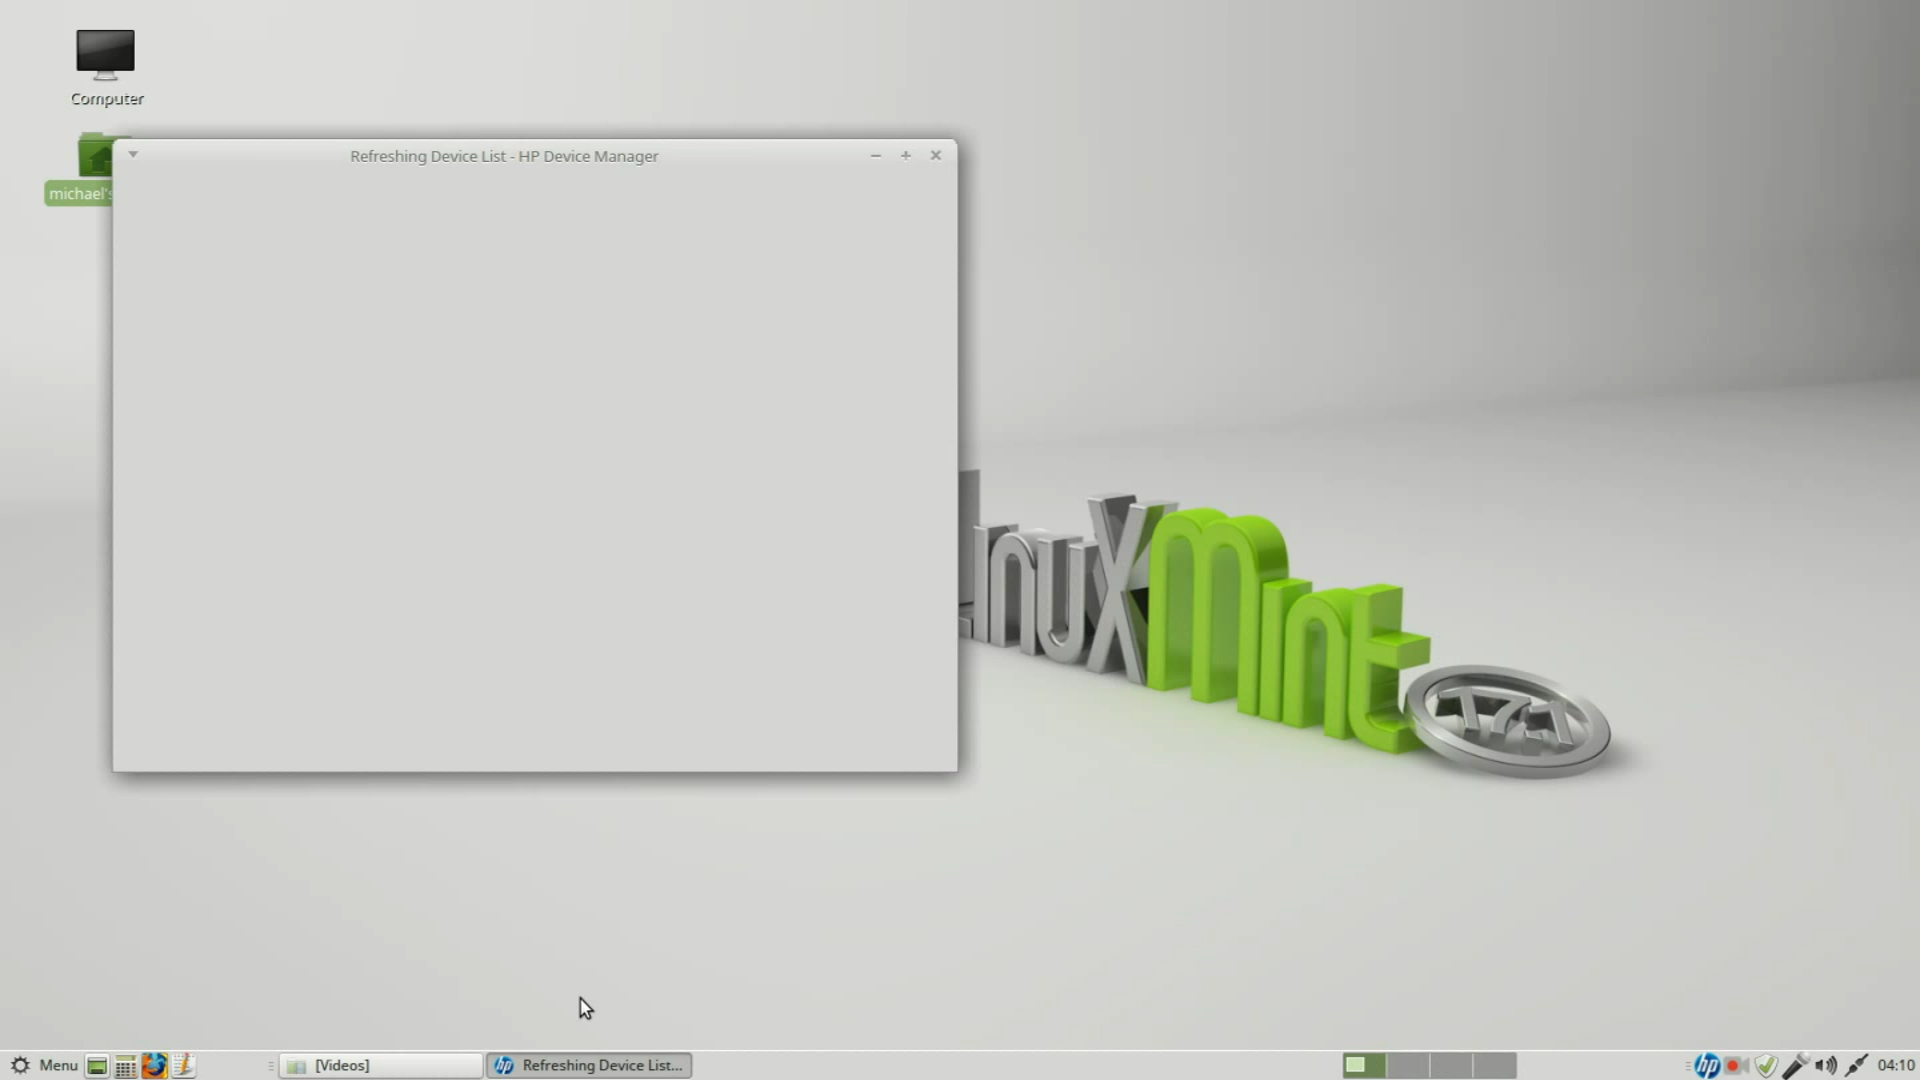 Computer
Refreshing Device List - HP Device Manager
michael's
Linux Mint
17.1
Menu
[Videos]
hp
Refreshing Device List...
hp
04:10